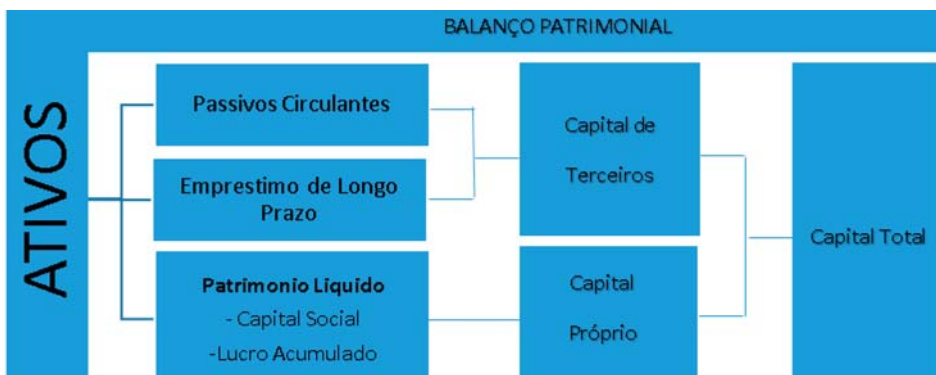 BALANÇO PATRIMONIAL
ATIVOS
Passivos Circulantes
Emprestimo de Longo
Prazo
Patrimonio Liquido
- Capital Social
-Lucro Acumulado
Capital de
Terceiros
Capital
Próprio
Capital Total